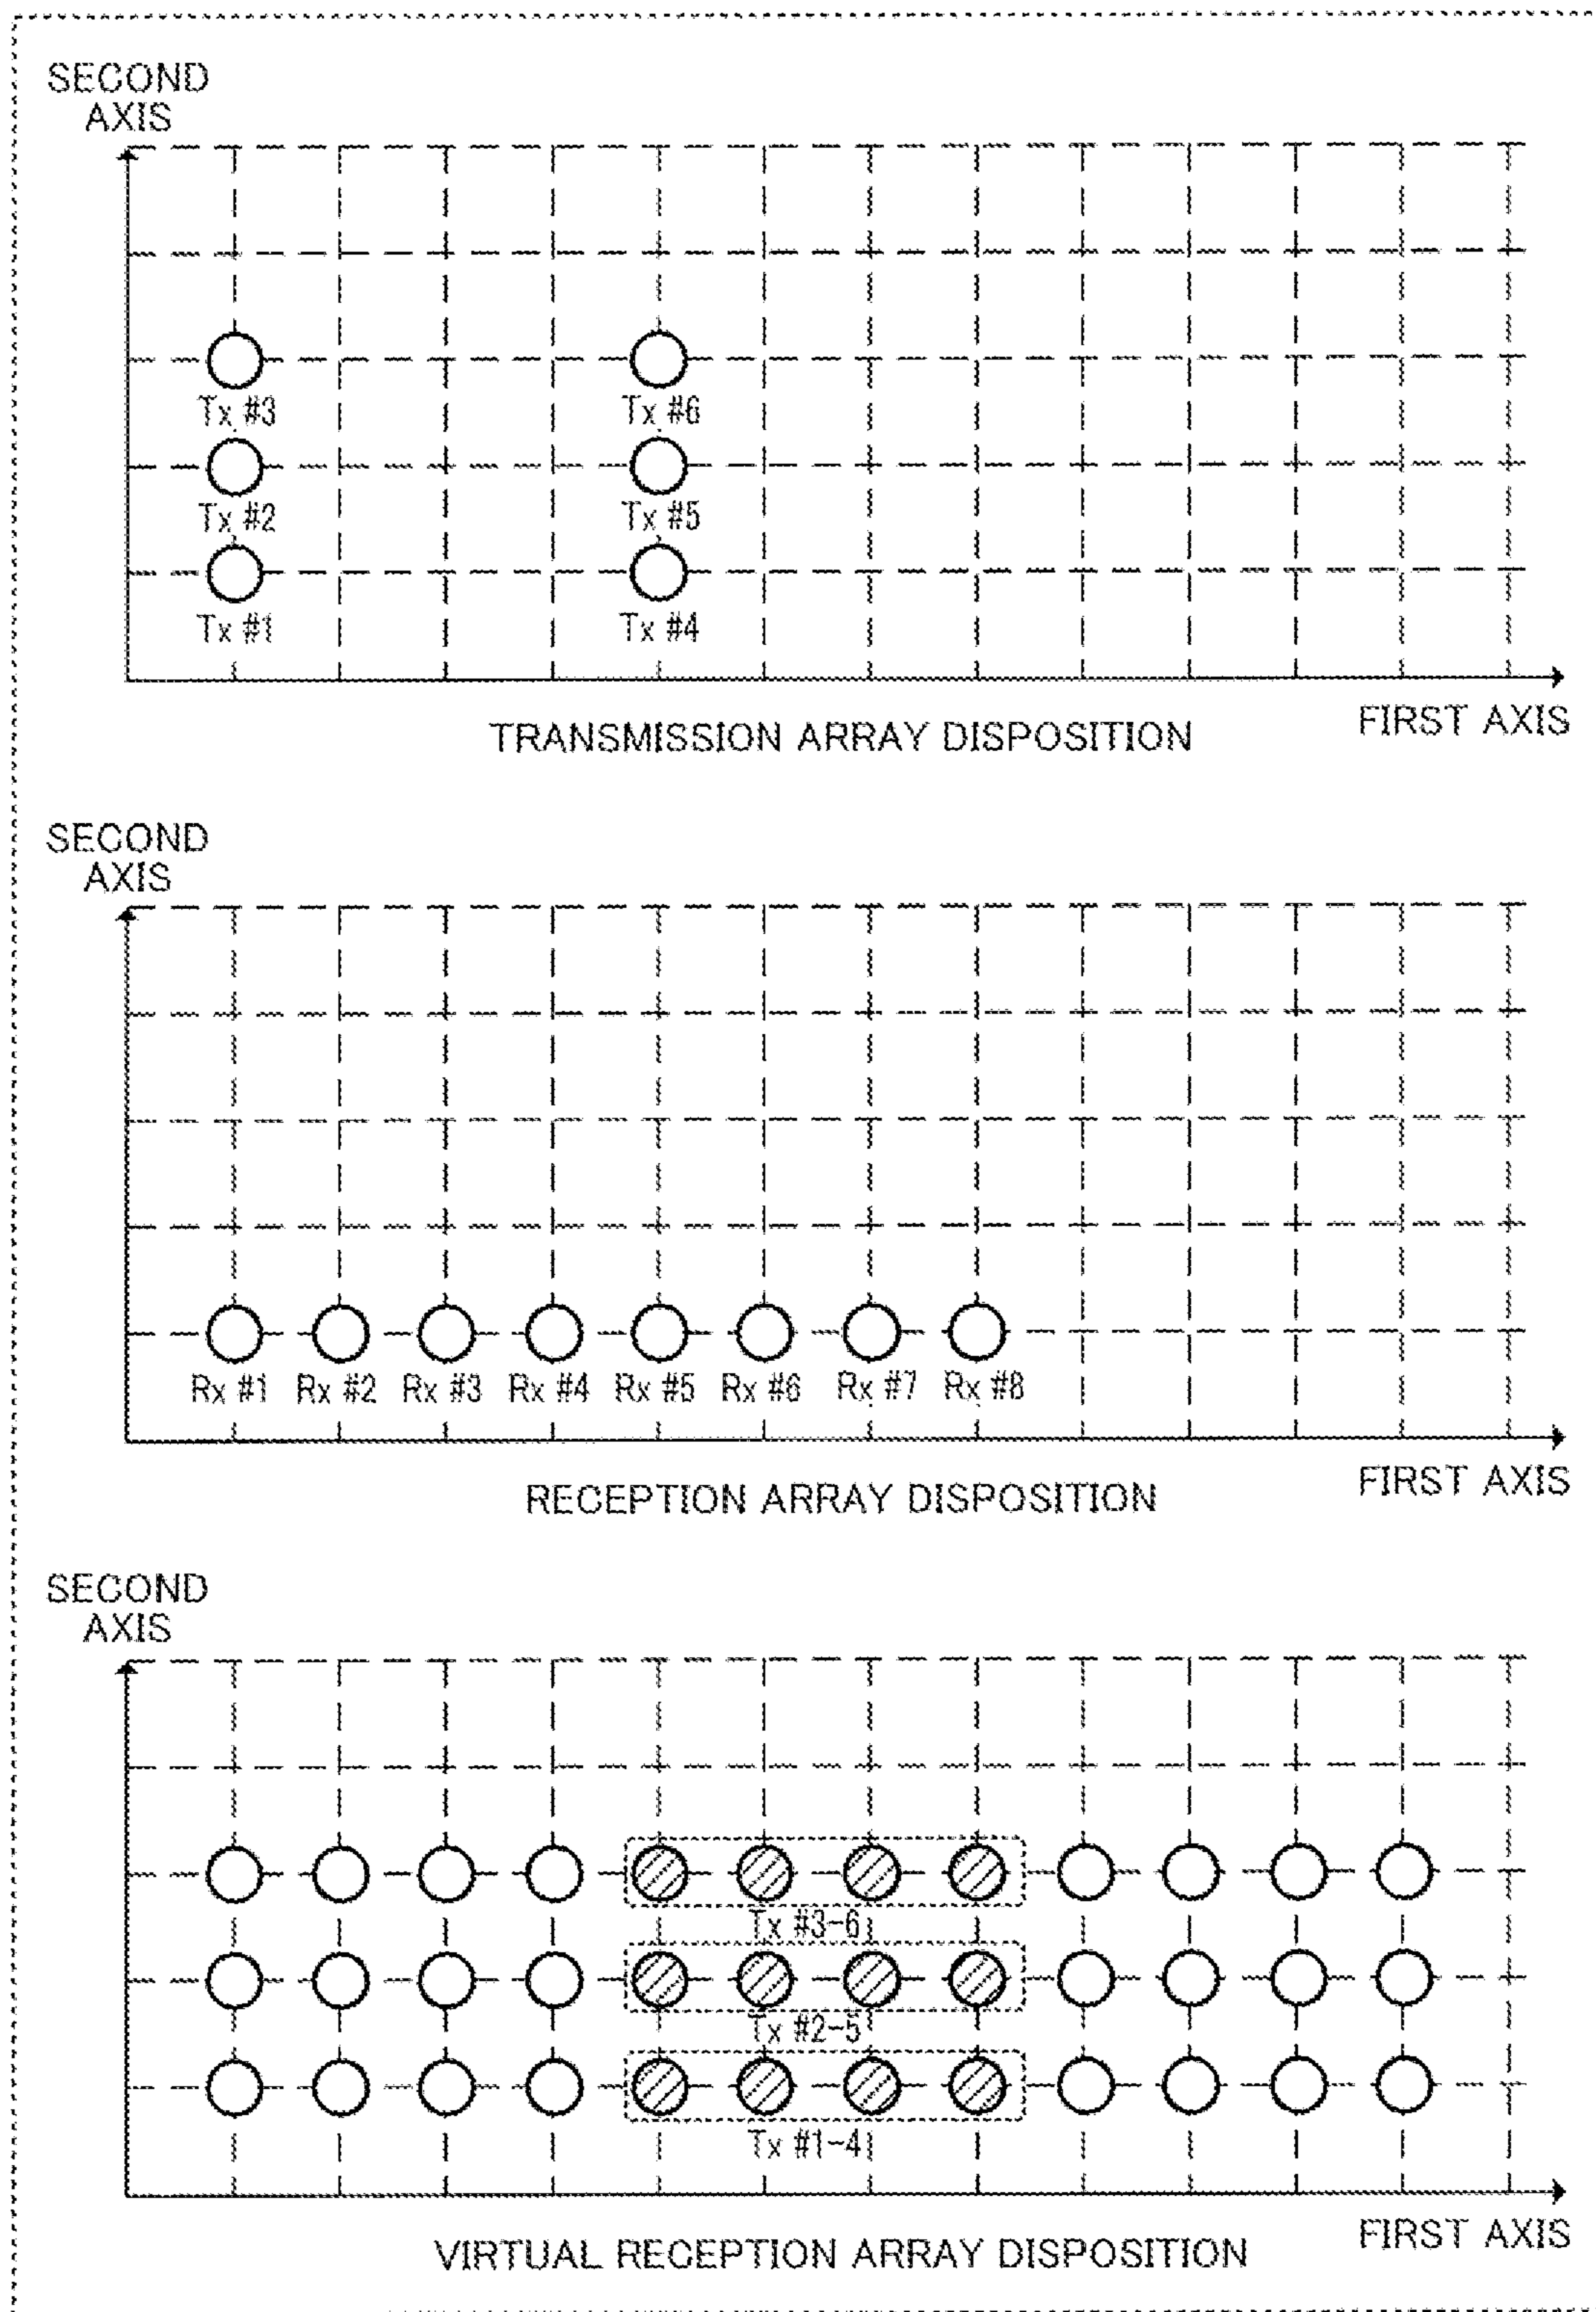 SECOND
AXIS
Tx #3
Tx #6
Tx #2
Tx #5
Tx #1
Tx #4
TRANSMISSION ARRAY DISPOSITION
FIRST AXIS
SECOND
AXIS
Rx #1 Rx #2 Rx #3 Rx #4 Rx #5 Rx #6 Rx #7 Rx #8
RECEPTION ARRAY DISPOSITION
FIRST AXIS
SECOND
AXIS
Tx #3-6
Tx #2-5
Tx #1-4
VIRTUAL RECEPTION ARRAY DISPOSITION
FIRST AXIS